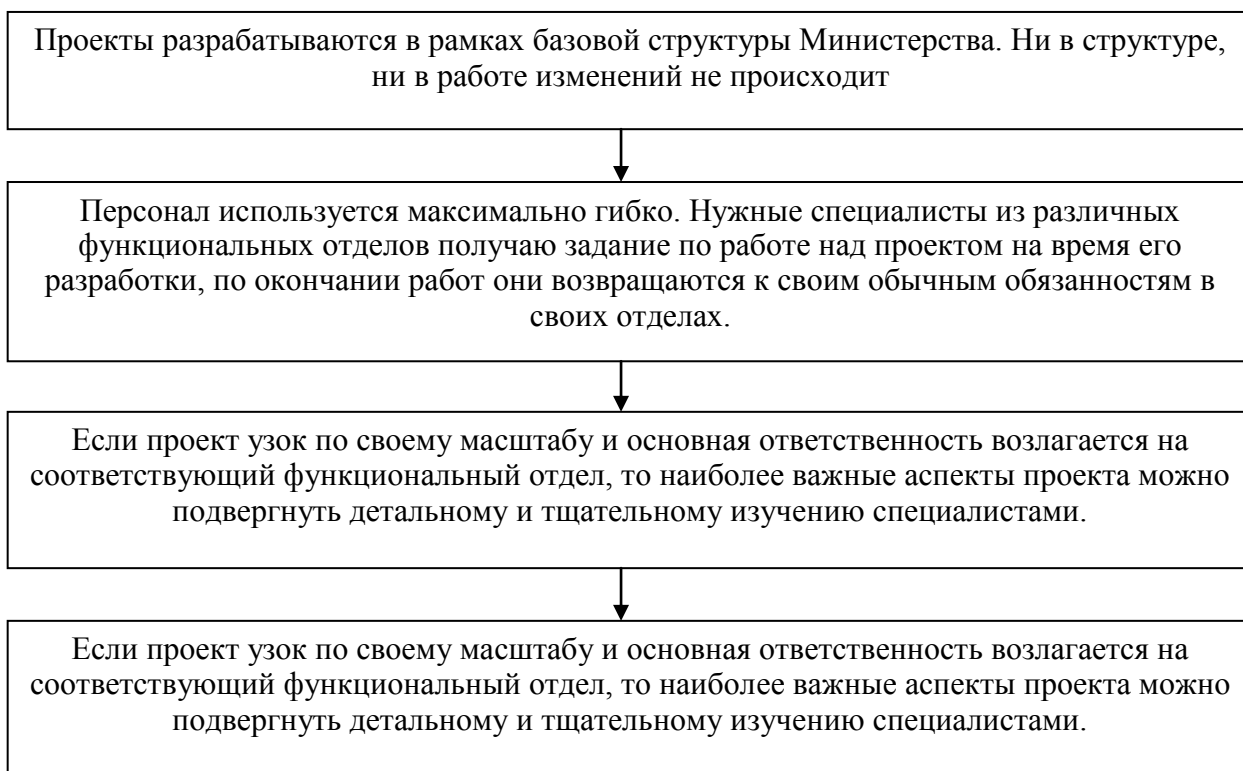 Проекты разрабатываются в рамках базовой структуры Министерства. Ни в структуре,
ни в работе изменений не происходит
Персонал используется максимально гибко. Нужные специалисты из различных
функциональных отделов получаю задание по работе над проектом на время его
разработки, по окончании работ они возвращаются к своим обычным обязанностям в
своих отделах.
Если проект узок по своему масштабу и основная ответственность возлагается на
соответствующий функциональный отдел, то наиболее важные аспекты проекта можно
подвергнуть детальному и тщательному изучению специалистами.
Если проект узок по своему масштабу и основная ответственность возлагается на
соответствующий функциональный отдел, то наиболее важные аспекты проекта можно
подвергнуть детальному и тщательному изучению специалистами.